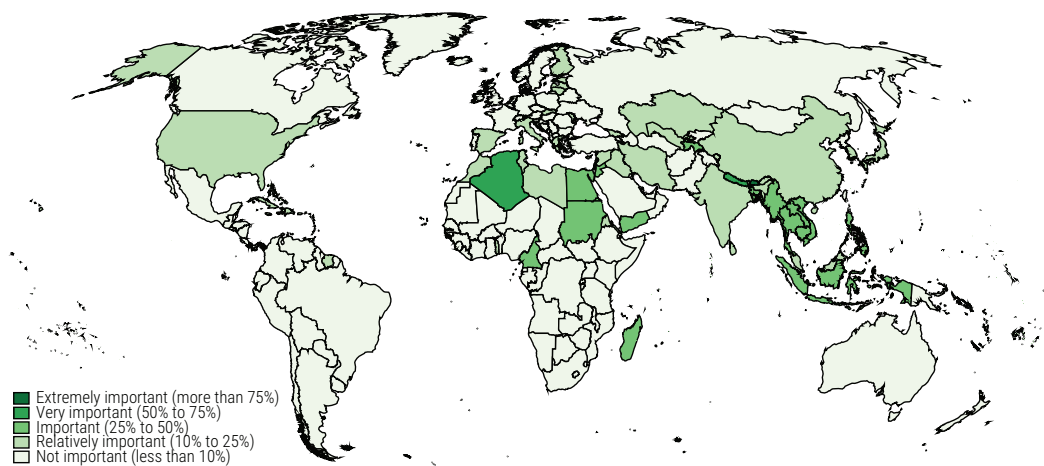 Extremely important (more than 75%)
Very important (50% to 75%)
Important (25% to 50%)
Relatively important (10% to 25%)
Not important (less than 10%)